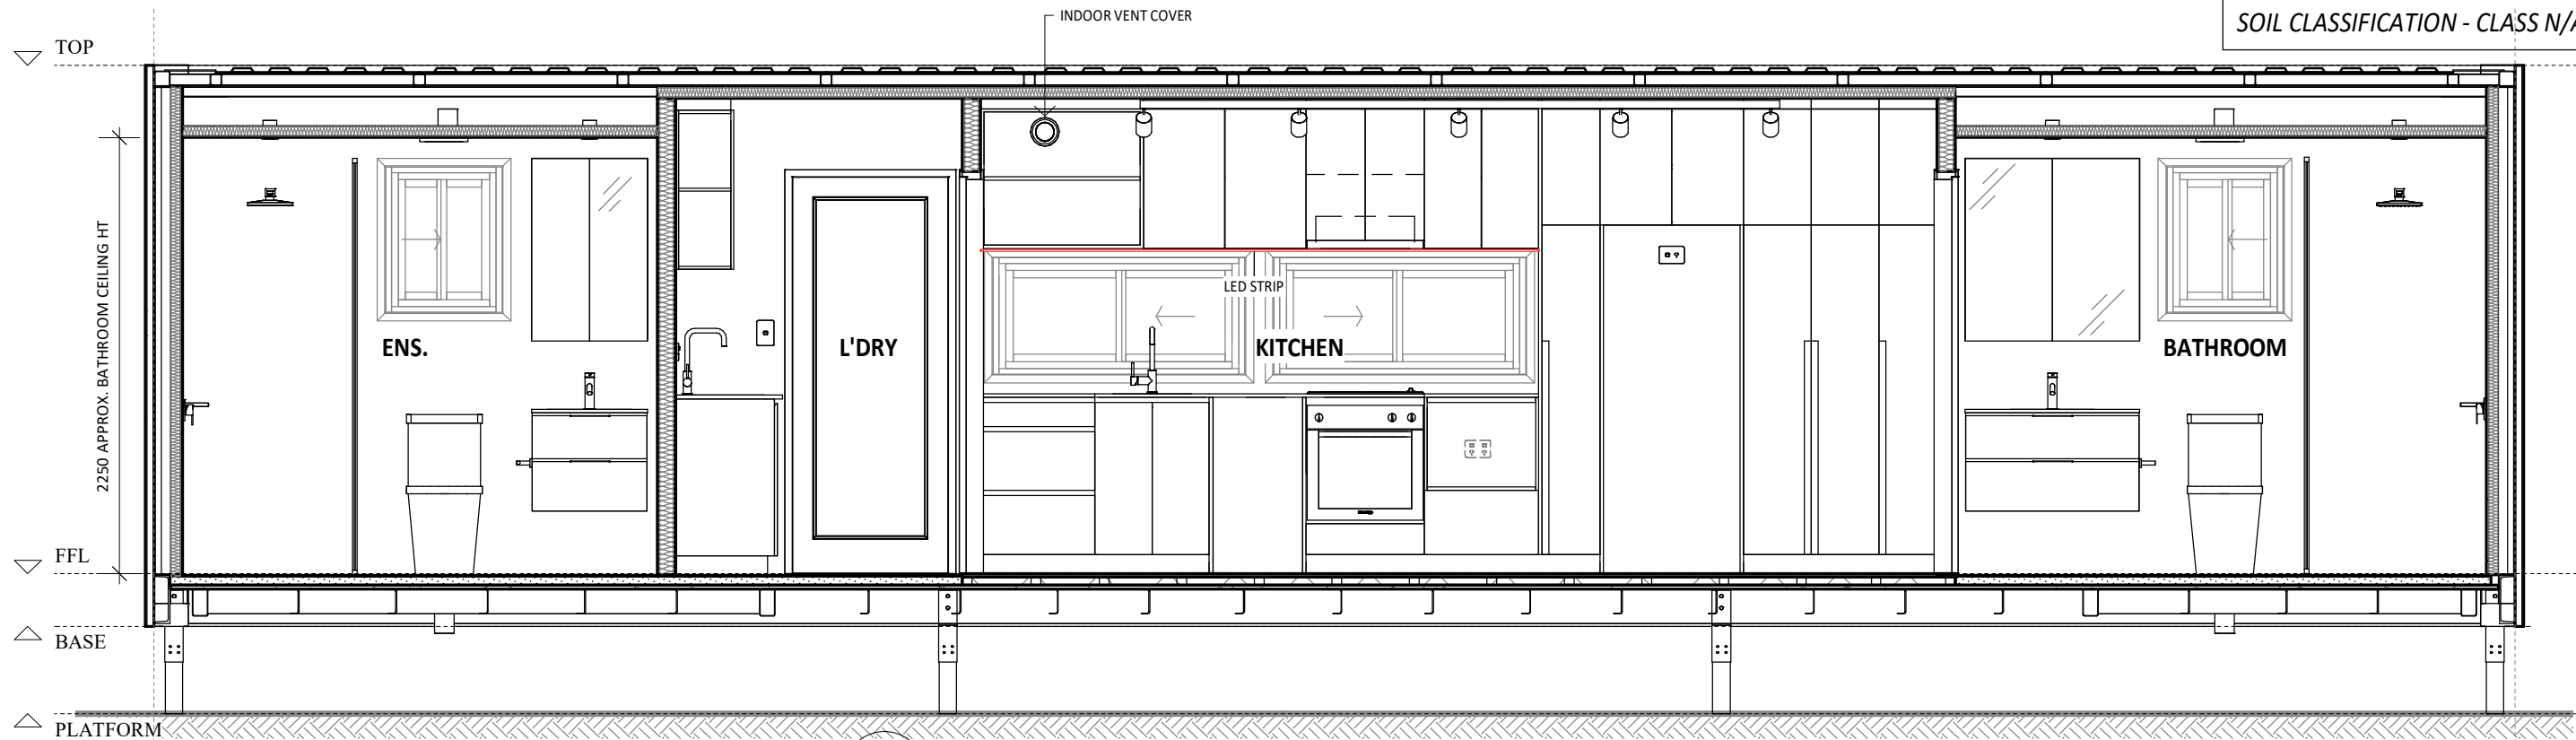 INDOOR VENT COVER
SOIL CLASSIFICATION - CLASS N/A
TOP
2250 APPROX. BATHROOM CEILING HT
LED STRIP
ENS.
L'DRY
KITCHEN
BATHROOM
FFL
BASE
PLATFORM